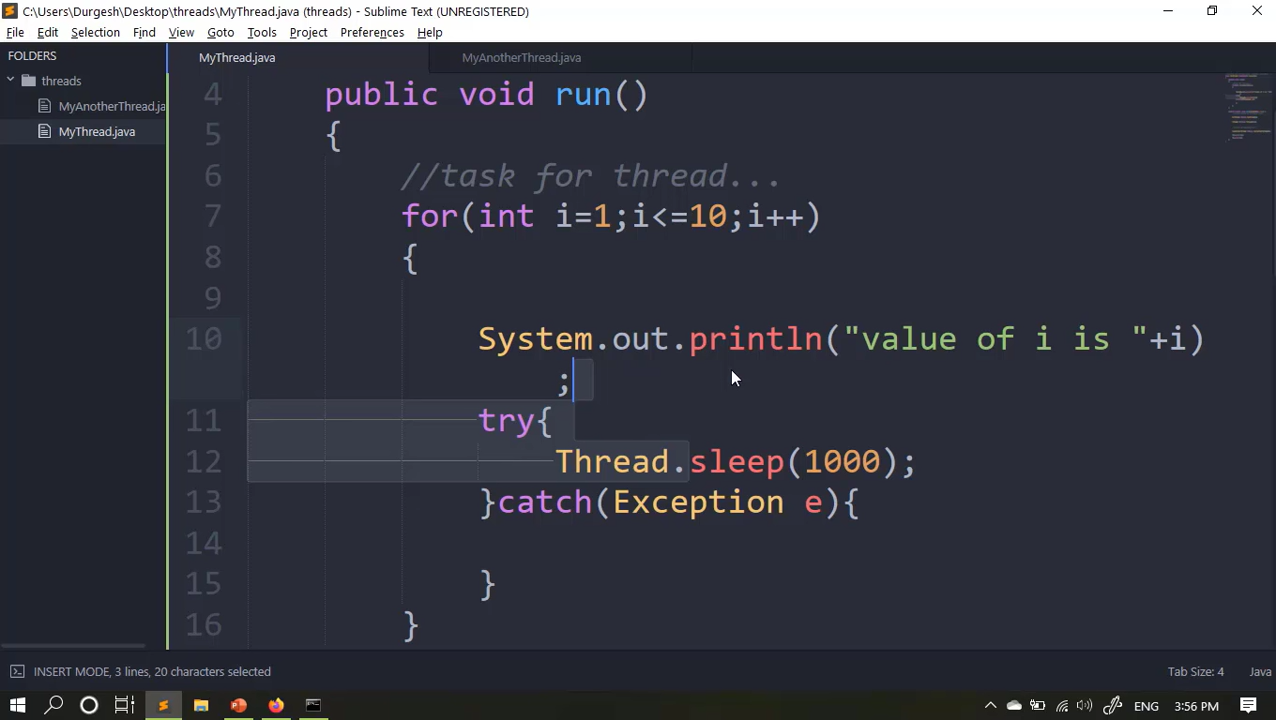 C:\Users\Durgesh\Desktop\threads\MyThread.java (threads) - Sublime Text (UNREGISTERED)
File Edit Selection Find View Goto Tools Project Preferences Help
FOLDERS
threads
MyAnotherThread.ja
MyThread.java
MyThread.java MyAnotherThread.java
4 public void run()
5 {
6 //task for thread...
7 for(int i=1;i<=10;i++)
8 {
9
10 System.out.println("value of i is "+i)
;
11 try{
12 Thread.sleep(1000);
13 }catch(Exception e){
14
15 }
16 }
INSERT MODE, 3 lines, 20 characters selected Tab Size: 4 Java
ENG 3:56 PM